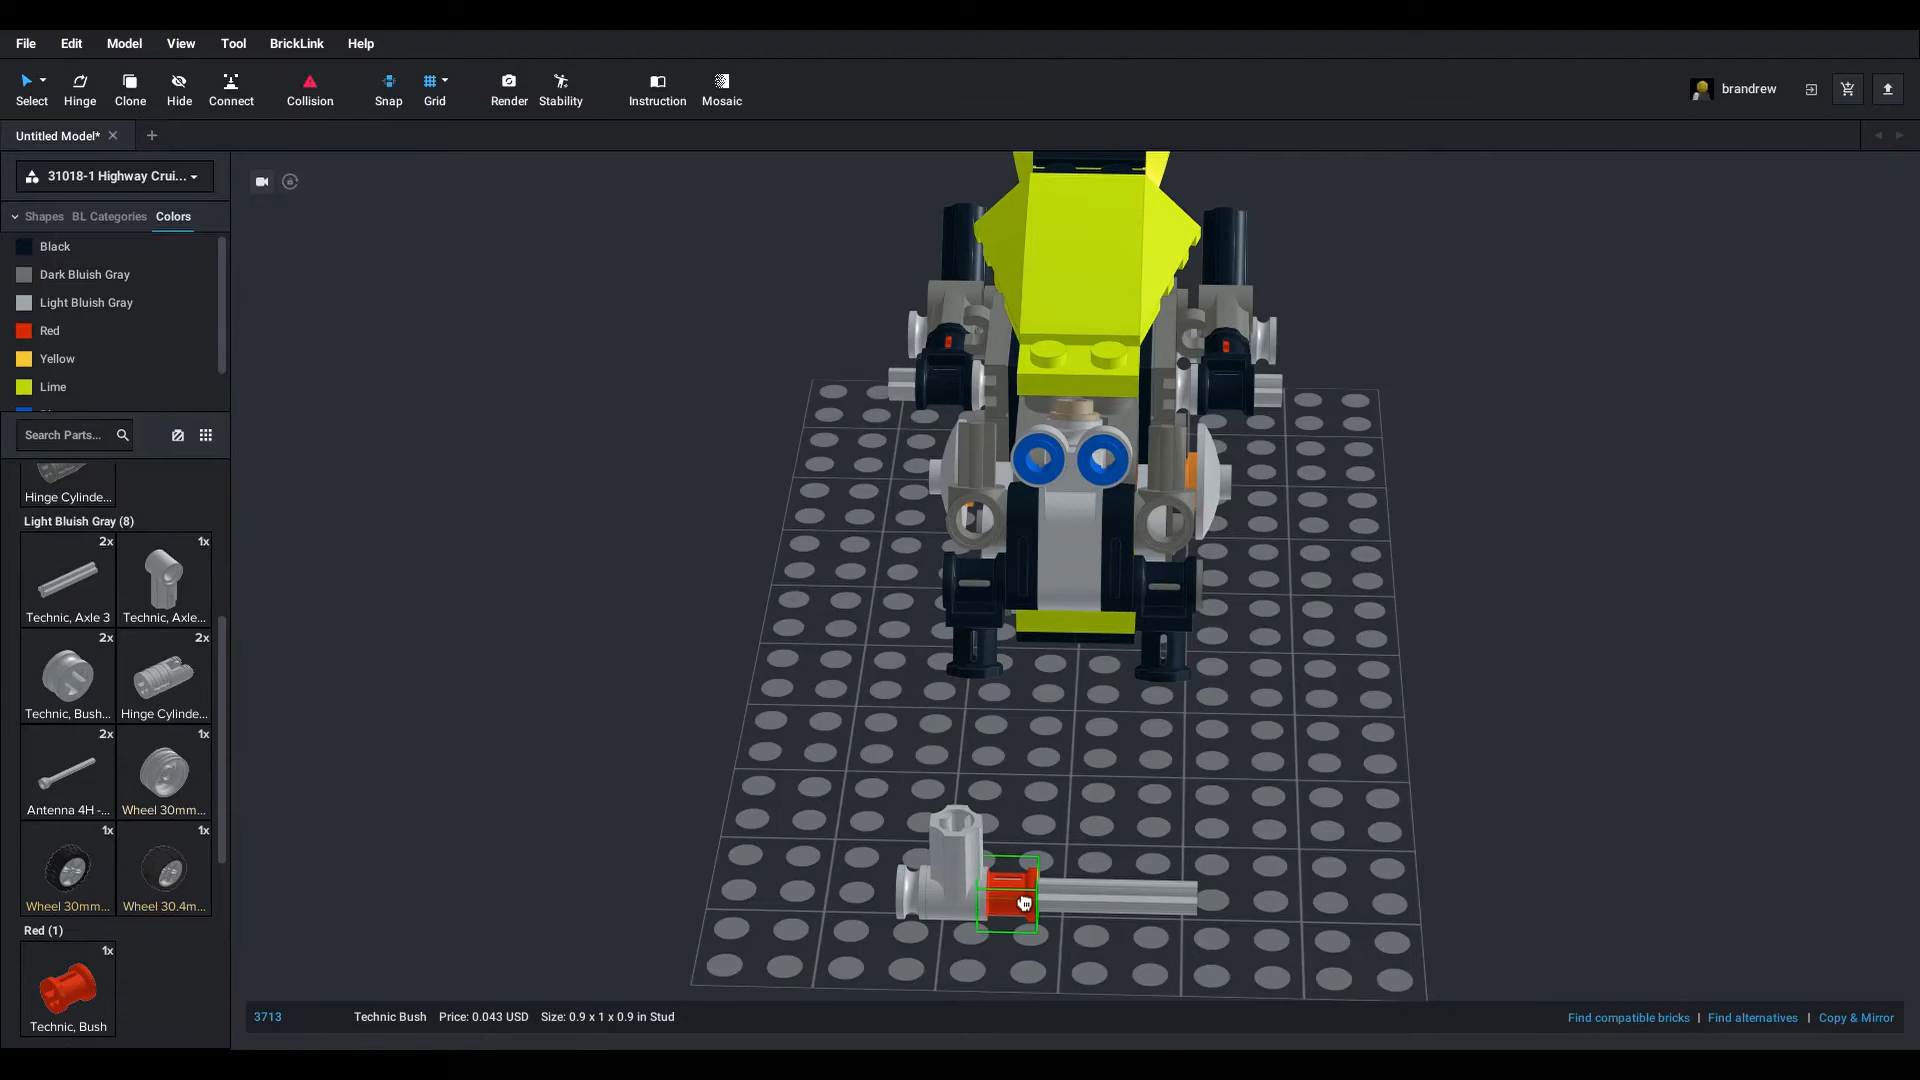 File Edit Model View Tool BrickLink Help
Select Hinge Clone Hide Connect Collision Snap Grid Render Stability Instruction Mosaic brandrew
Untitled Model*
31018-1 Highway Crui...
Shapes BL Categories Colors
Black
Dark Bluish Gray
Light Bluish Gray
Red
Yellow
Lime
Search Parts...
Hinge Cylinde...
Light Bluish Gray (8)
2x 1x
Technic, Axle 3 Technic, Axle...
2x 2x
Technic, Bush... Hinge Cylinde...
2x 1x
Antenna 4H -... Wheel 30mm...
1x 1x
Wheel 30mm... Wheel 30.4m...
Red (1)
1x
Technic, Bush
3713 Technic Bush Price: 0.043 USD Size: 0.9 x 1 x 0.9 in Stud Find compatible bricks | Find alternatives | Copy & Mirror